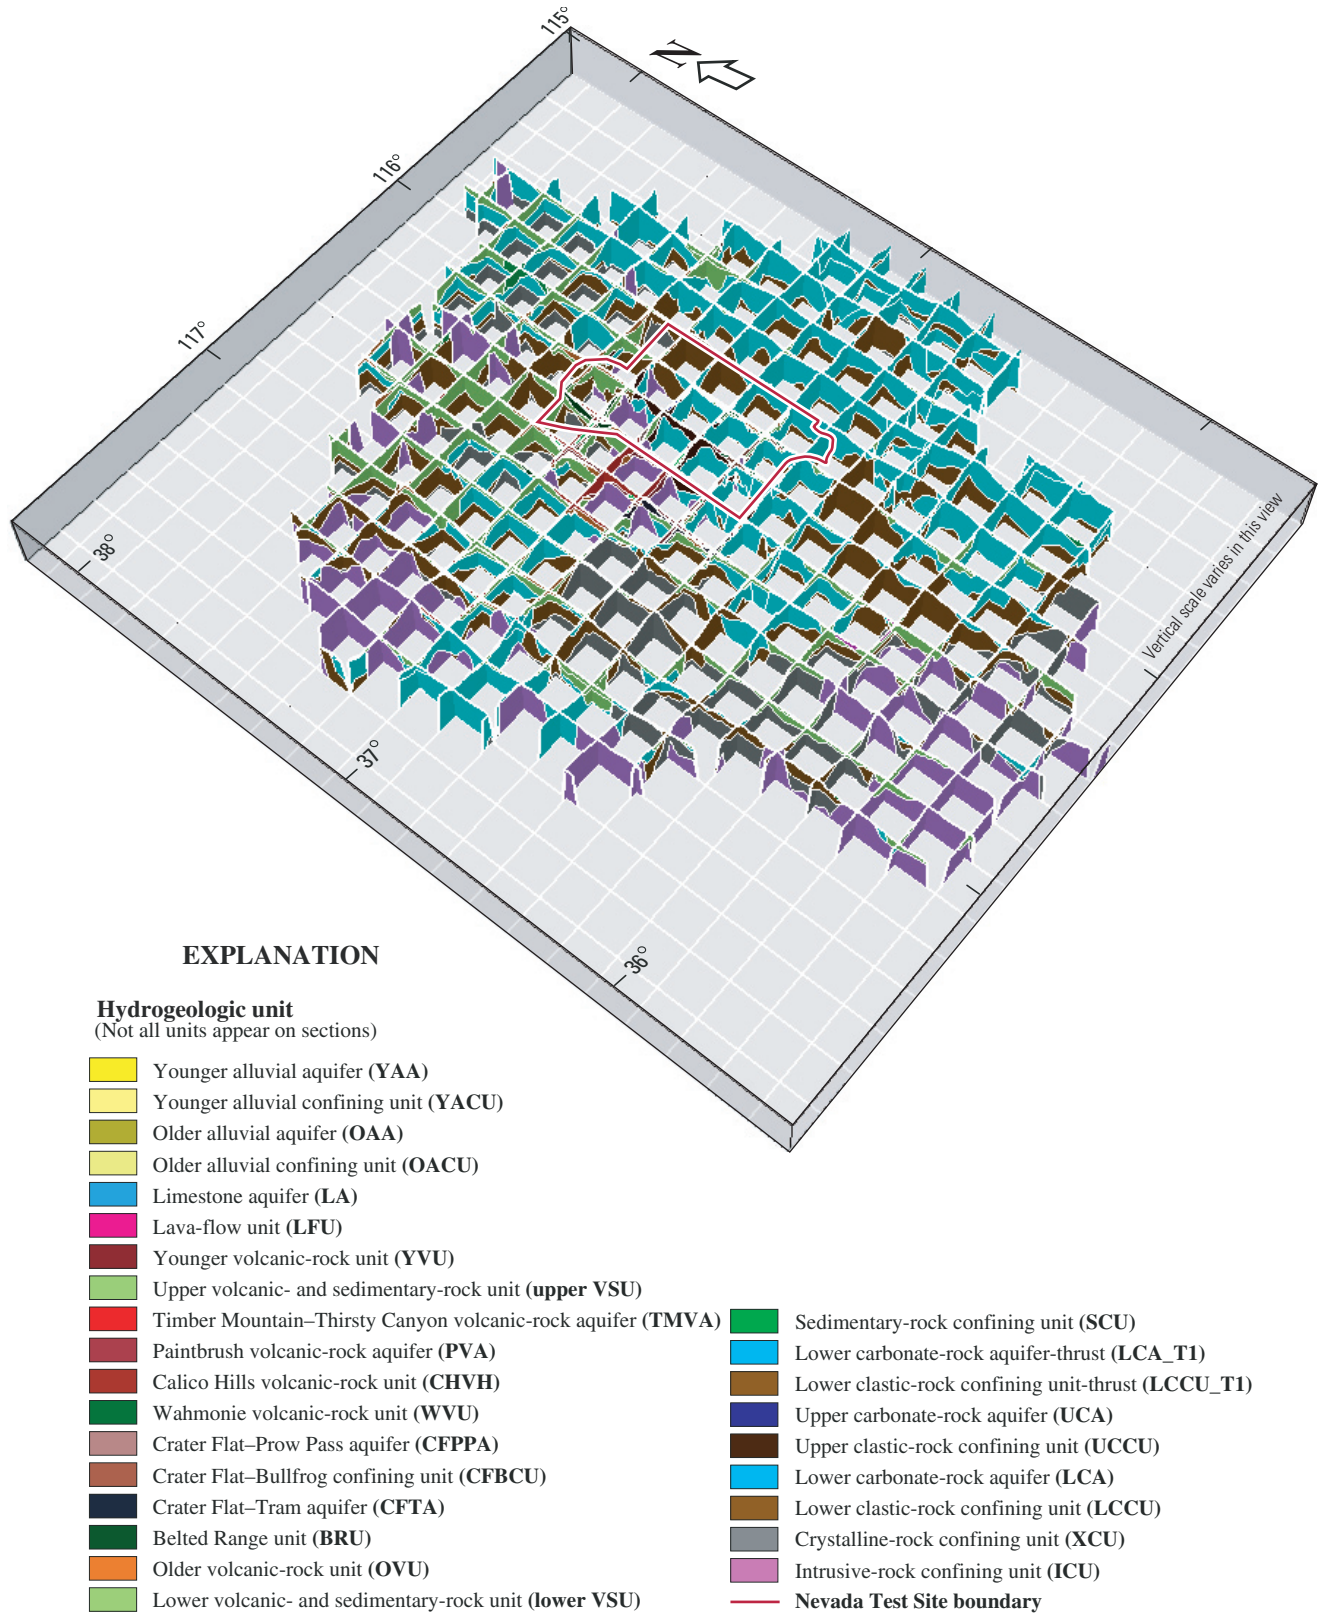 115°
N
116°
117°
38°
37°
36°
Vertical scale varies in this view
EXPLANATION
Hydrogeologic unit
(Not all units appear on sections)
Younger alluvial aquifer (YAA)
Younger alluvial confining unit (YACU)
Older alluvial aquifer (OAA)
Older alluvial confining unit (OACU)
Limestone aquifer (LA)
Lava-flow unit (LFU)
Younger volcanic-rock unit (YVU)
Upper volcanic- and sedimentary-rock unit (upper VSU)
Timber Mountain–Thirsty Canyon volcanic-rock aquifer (TMVA)
Paintbrush volcanic-rock aquifer (PVA)
Calico Hills volcanic-rock unit (CHVH)
Wahmonie volcanic-rock unit (WVU)
Crater Flat–Prow Pass aquifer (CFPPA)
Crater Flat–Bullfrog confining unit (CFBCU)
Crater Flat–Tram aquifer (CFTA)
Belted Range unit (BRU)
Older volcanic-rock unit (OVU)
Lower volcanic- and sedimentary-rock unit (lower VSU)
Sedimentary-rock confining unit (SCU)
Lower carbonate-rock aquifer-thrust (LCA_T1)
Lower clastic-rock confining unit-thrust (LCCU_T1)
Upper carbonate-rock aquifer (UCA)
Upper clastic-rock confining unit (UCCU)
Lower carbonate-rock aquifer (LCA)
Lower clastic-rock confining unit (LCCU)
Crystalline-rock confining unit (XCU)
Intrusive-rock confining unit (ICU)
Nevada Test Site boundary